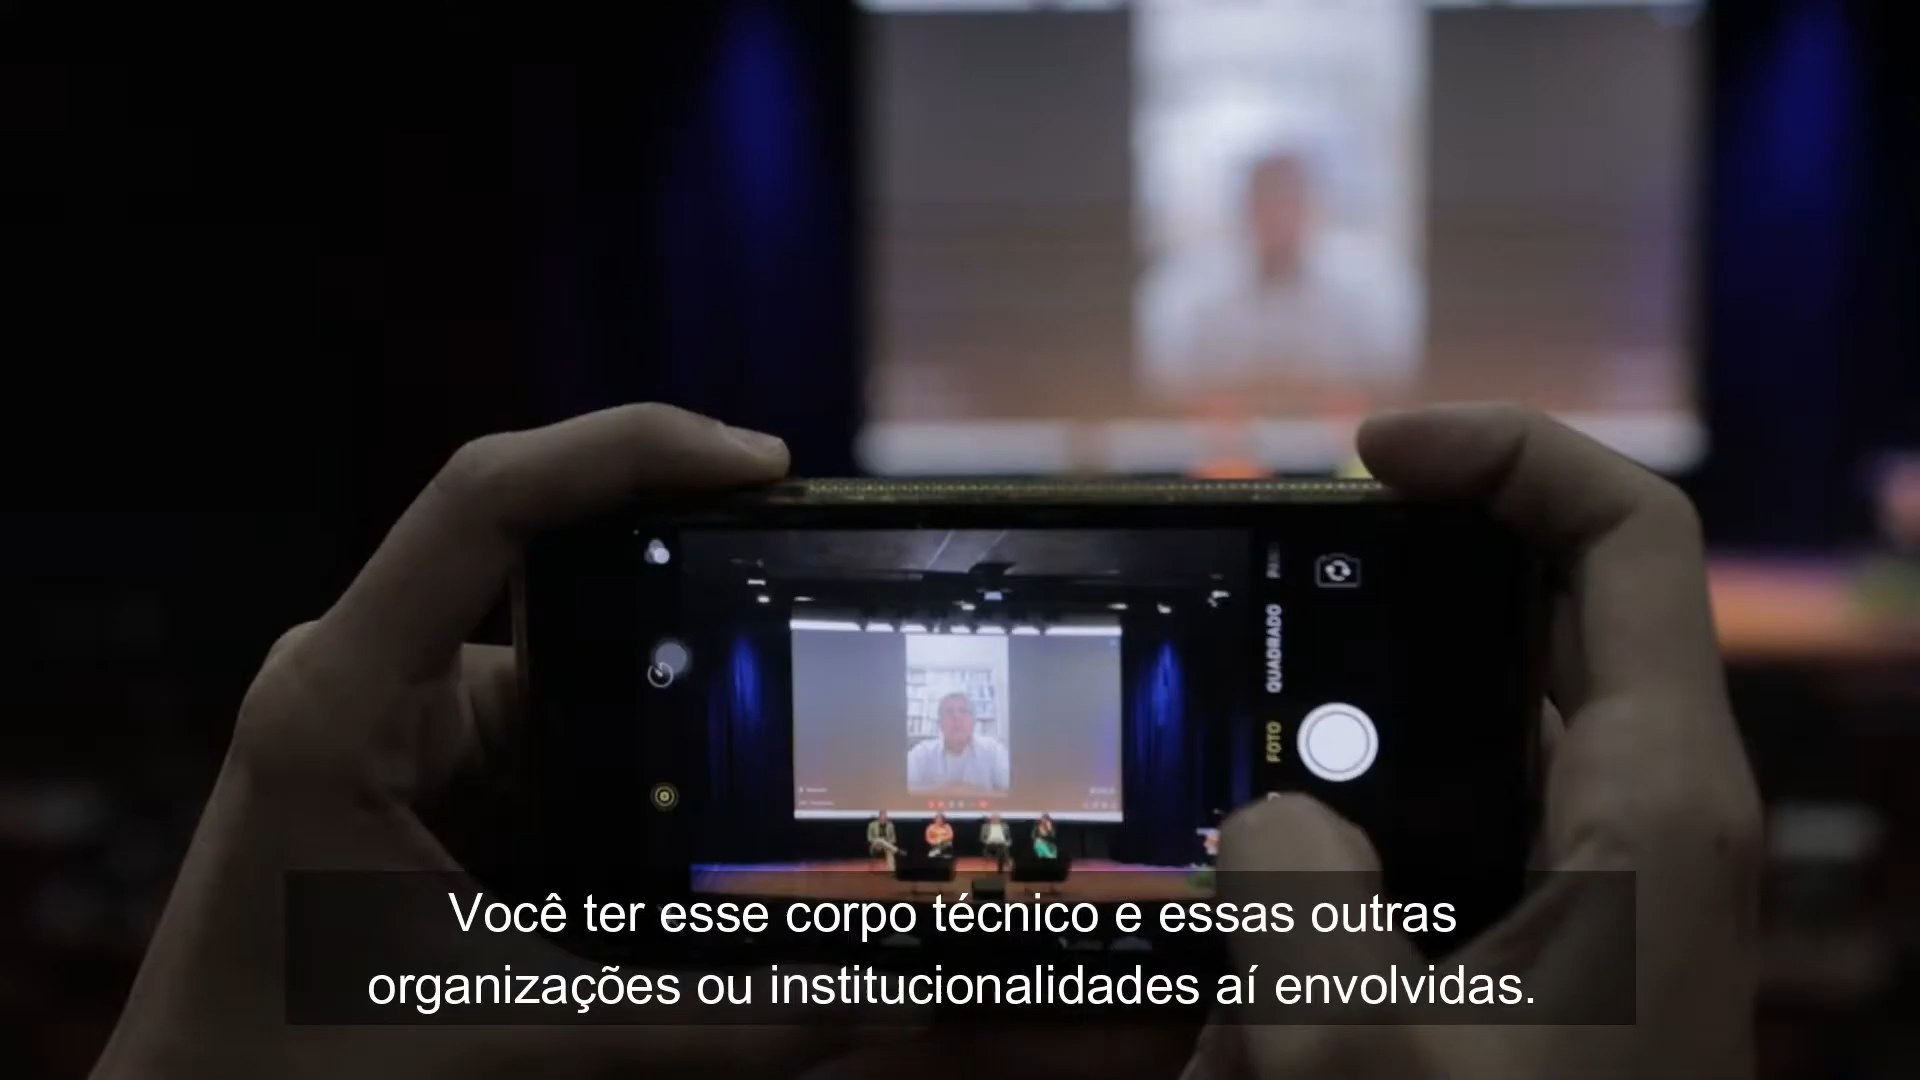 QUADRADO
FOTO
Você ter esse corpo técnico e essas outras
organizações ou institucionalidades aí envolvidas.